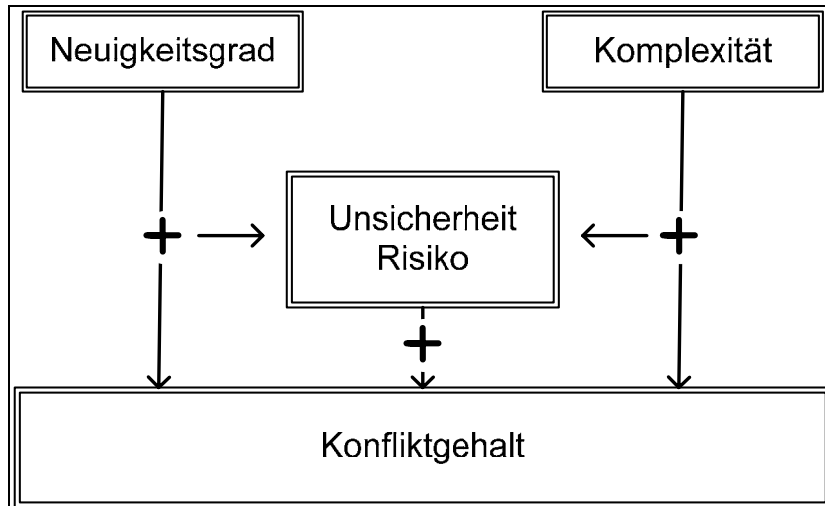 Neuigkeitsgrad
Komplexität
Unsicherheit
Risiko
+
+
+
Konfliktgehalt